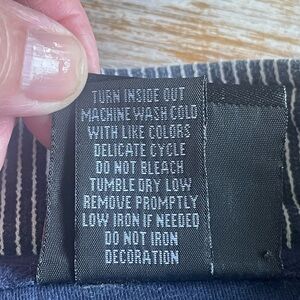 TURN INSIDE OUT
MACHINE WASH COLD
WITH LIKE COLORS
DELICATE CYCLE
DO NOT BLEACH
TUMBLE DRY LOW
REMOVE PROMPTLY
LOW IRON IF NEEDED
DO NOT IRON
DECORATION